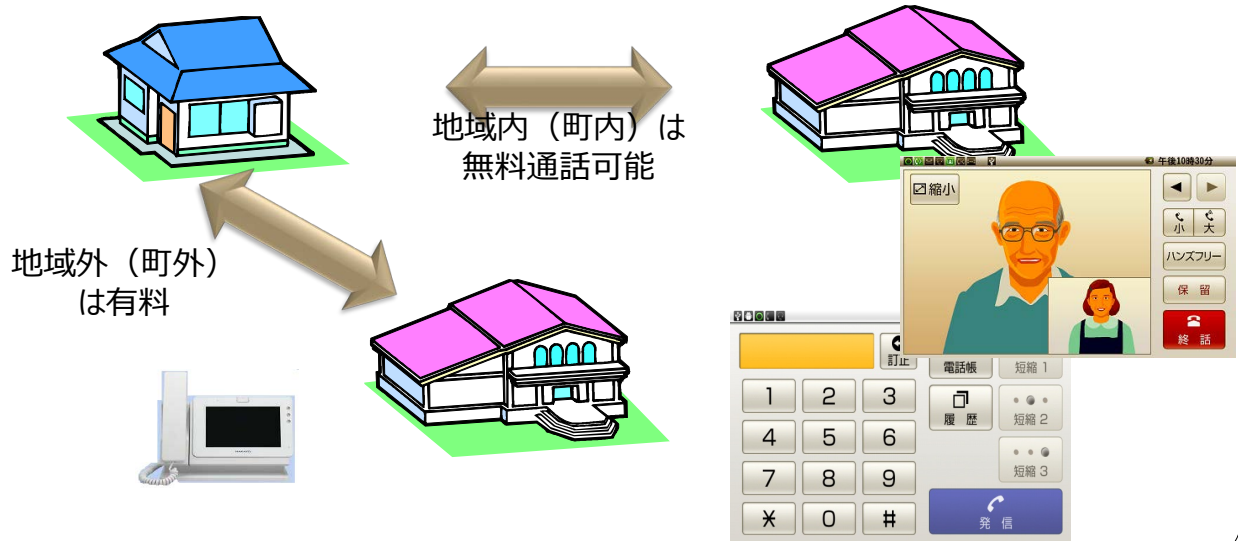 地域内（町内）は
無料通話可能
地域外（町外）
は有料
午後10時30分
縮小
小 大
ハンズフリー
保 留
終 話
訂正
電話帳 短縮 1
1 2 3
履 歴 短縮 2
4 5 6
短縮 3
7 8 9
* 0 #
発 信